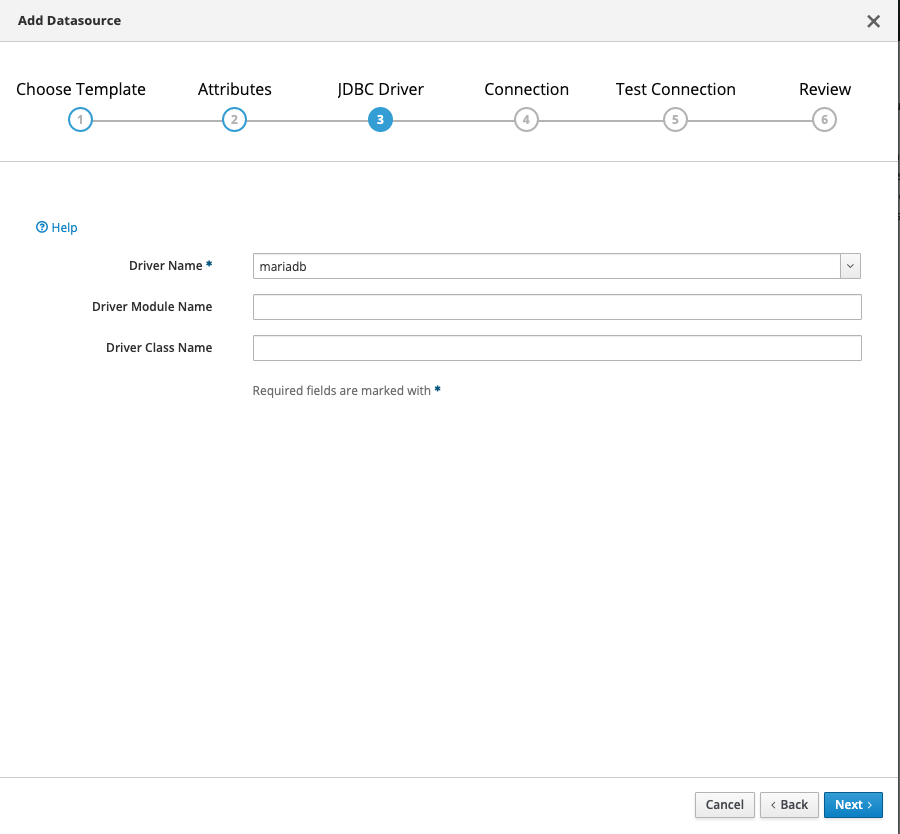 Add Datasource
Choose Template Attributes JDBC Driver Connection Test Connection Review
1 2 3 4 5 6
Help
Driver Name *
mariadb
Driver Module Name
Driver Class Name
Required fields are marked with *
Cancel
‹ Back
Next ›